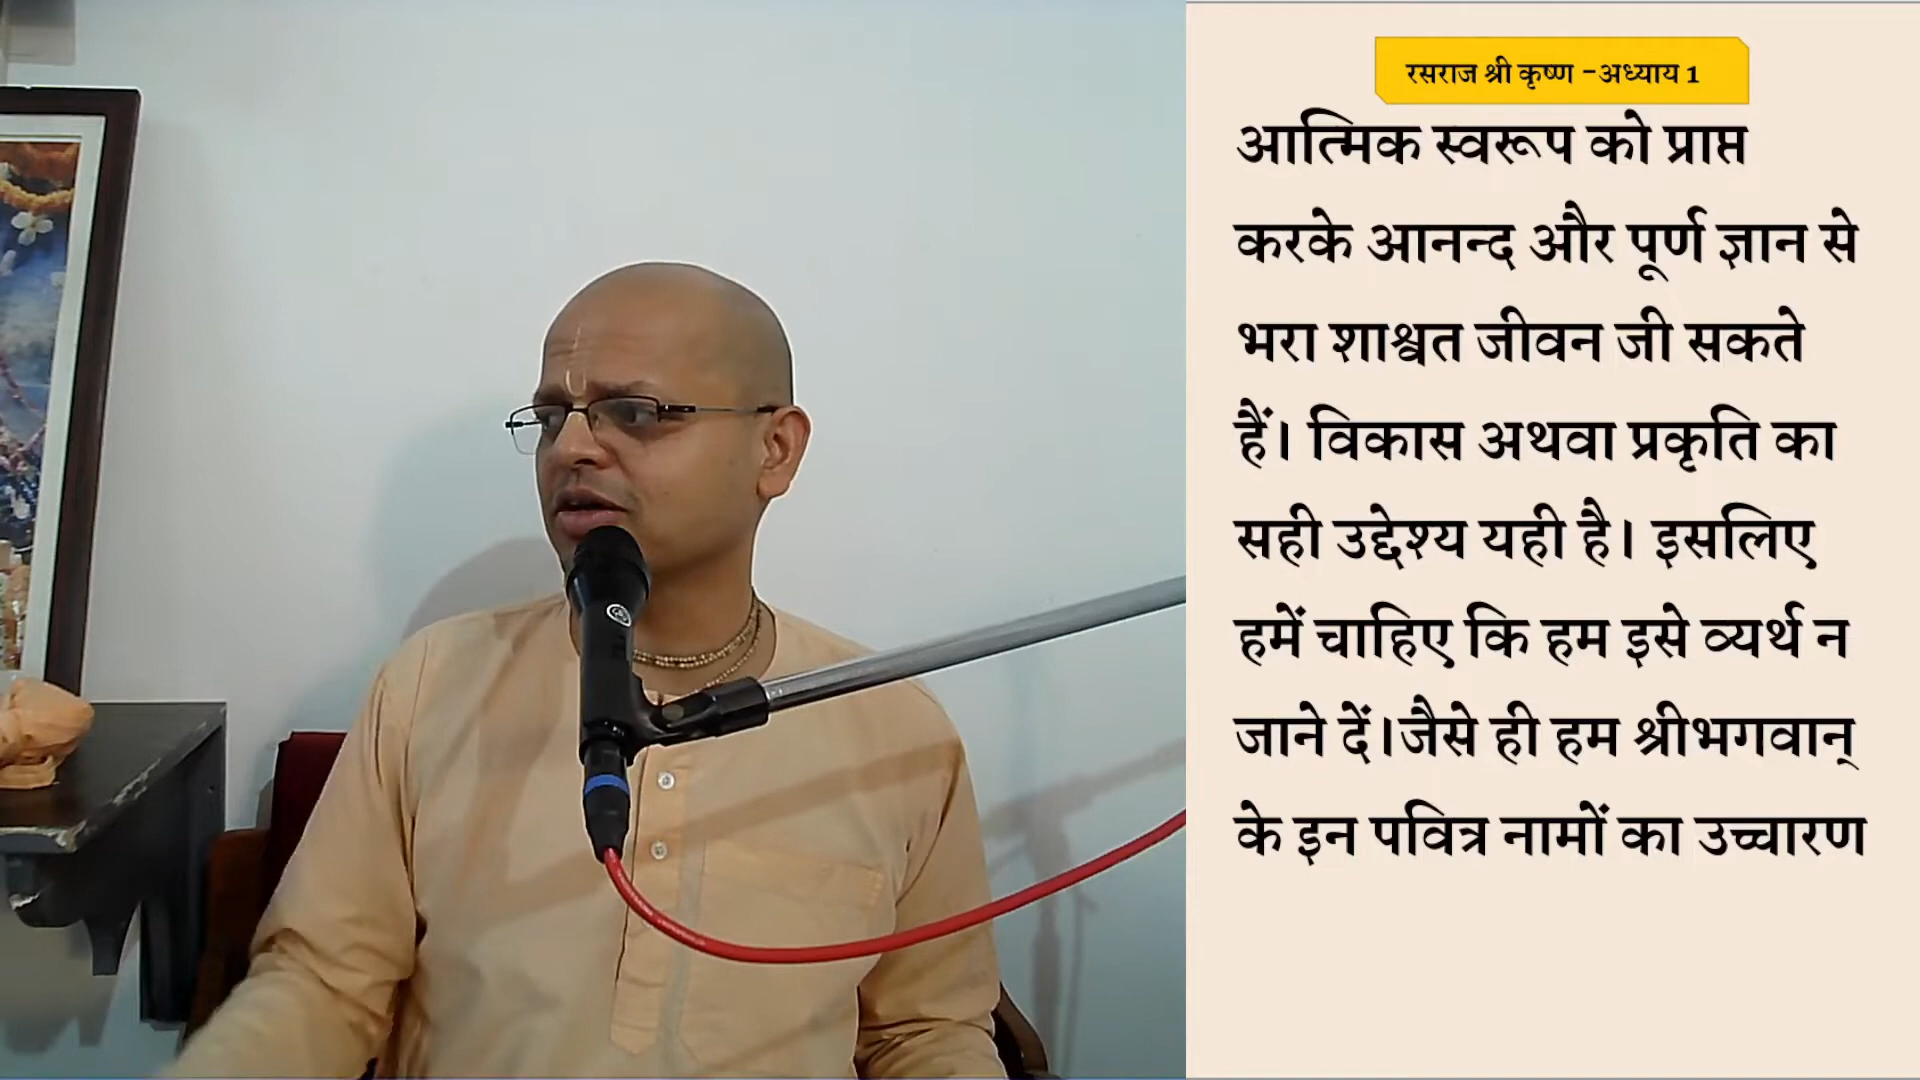 रसराज श्री कृष्ण -अध्याय 1
आत्मिक स्वरूप को प्राप्त
करके आनन्द और पूर्ण ज्ञान से
भरा शाश्वत जीवन जी सकते
हैं। विकास अथवा प्रकृति का
सही उद्देश्य यही है। इसलिए
हमें चाहिए कि हम इसे व्यर्थ न
जाने दें।जैसे ही हम श्रीभगवान्
के इन पवित्र नामों का उच्चारण